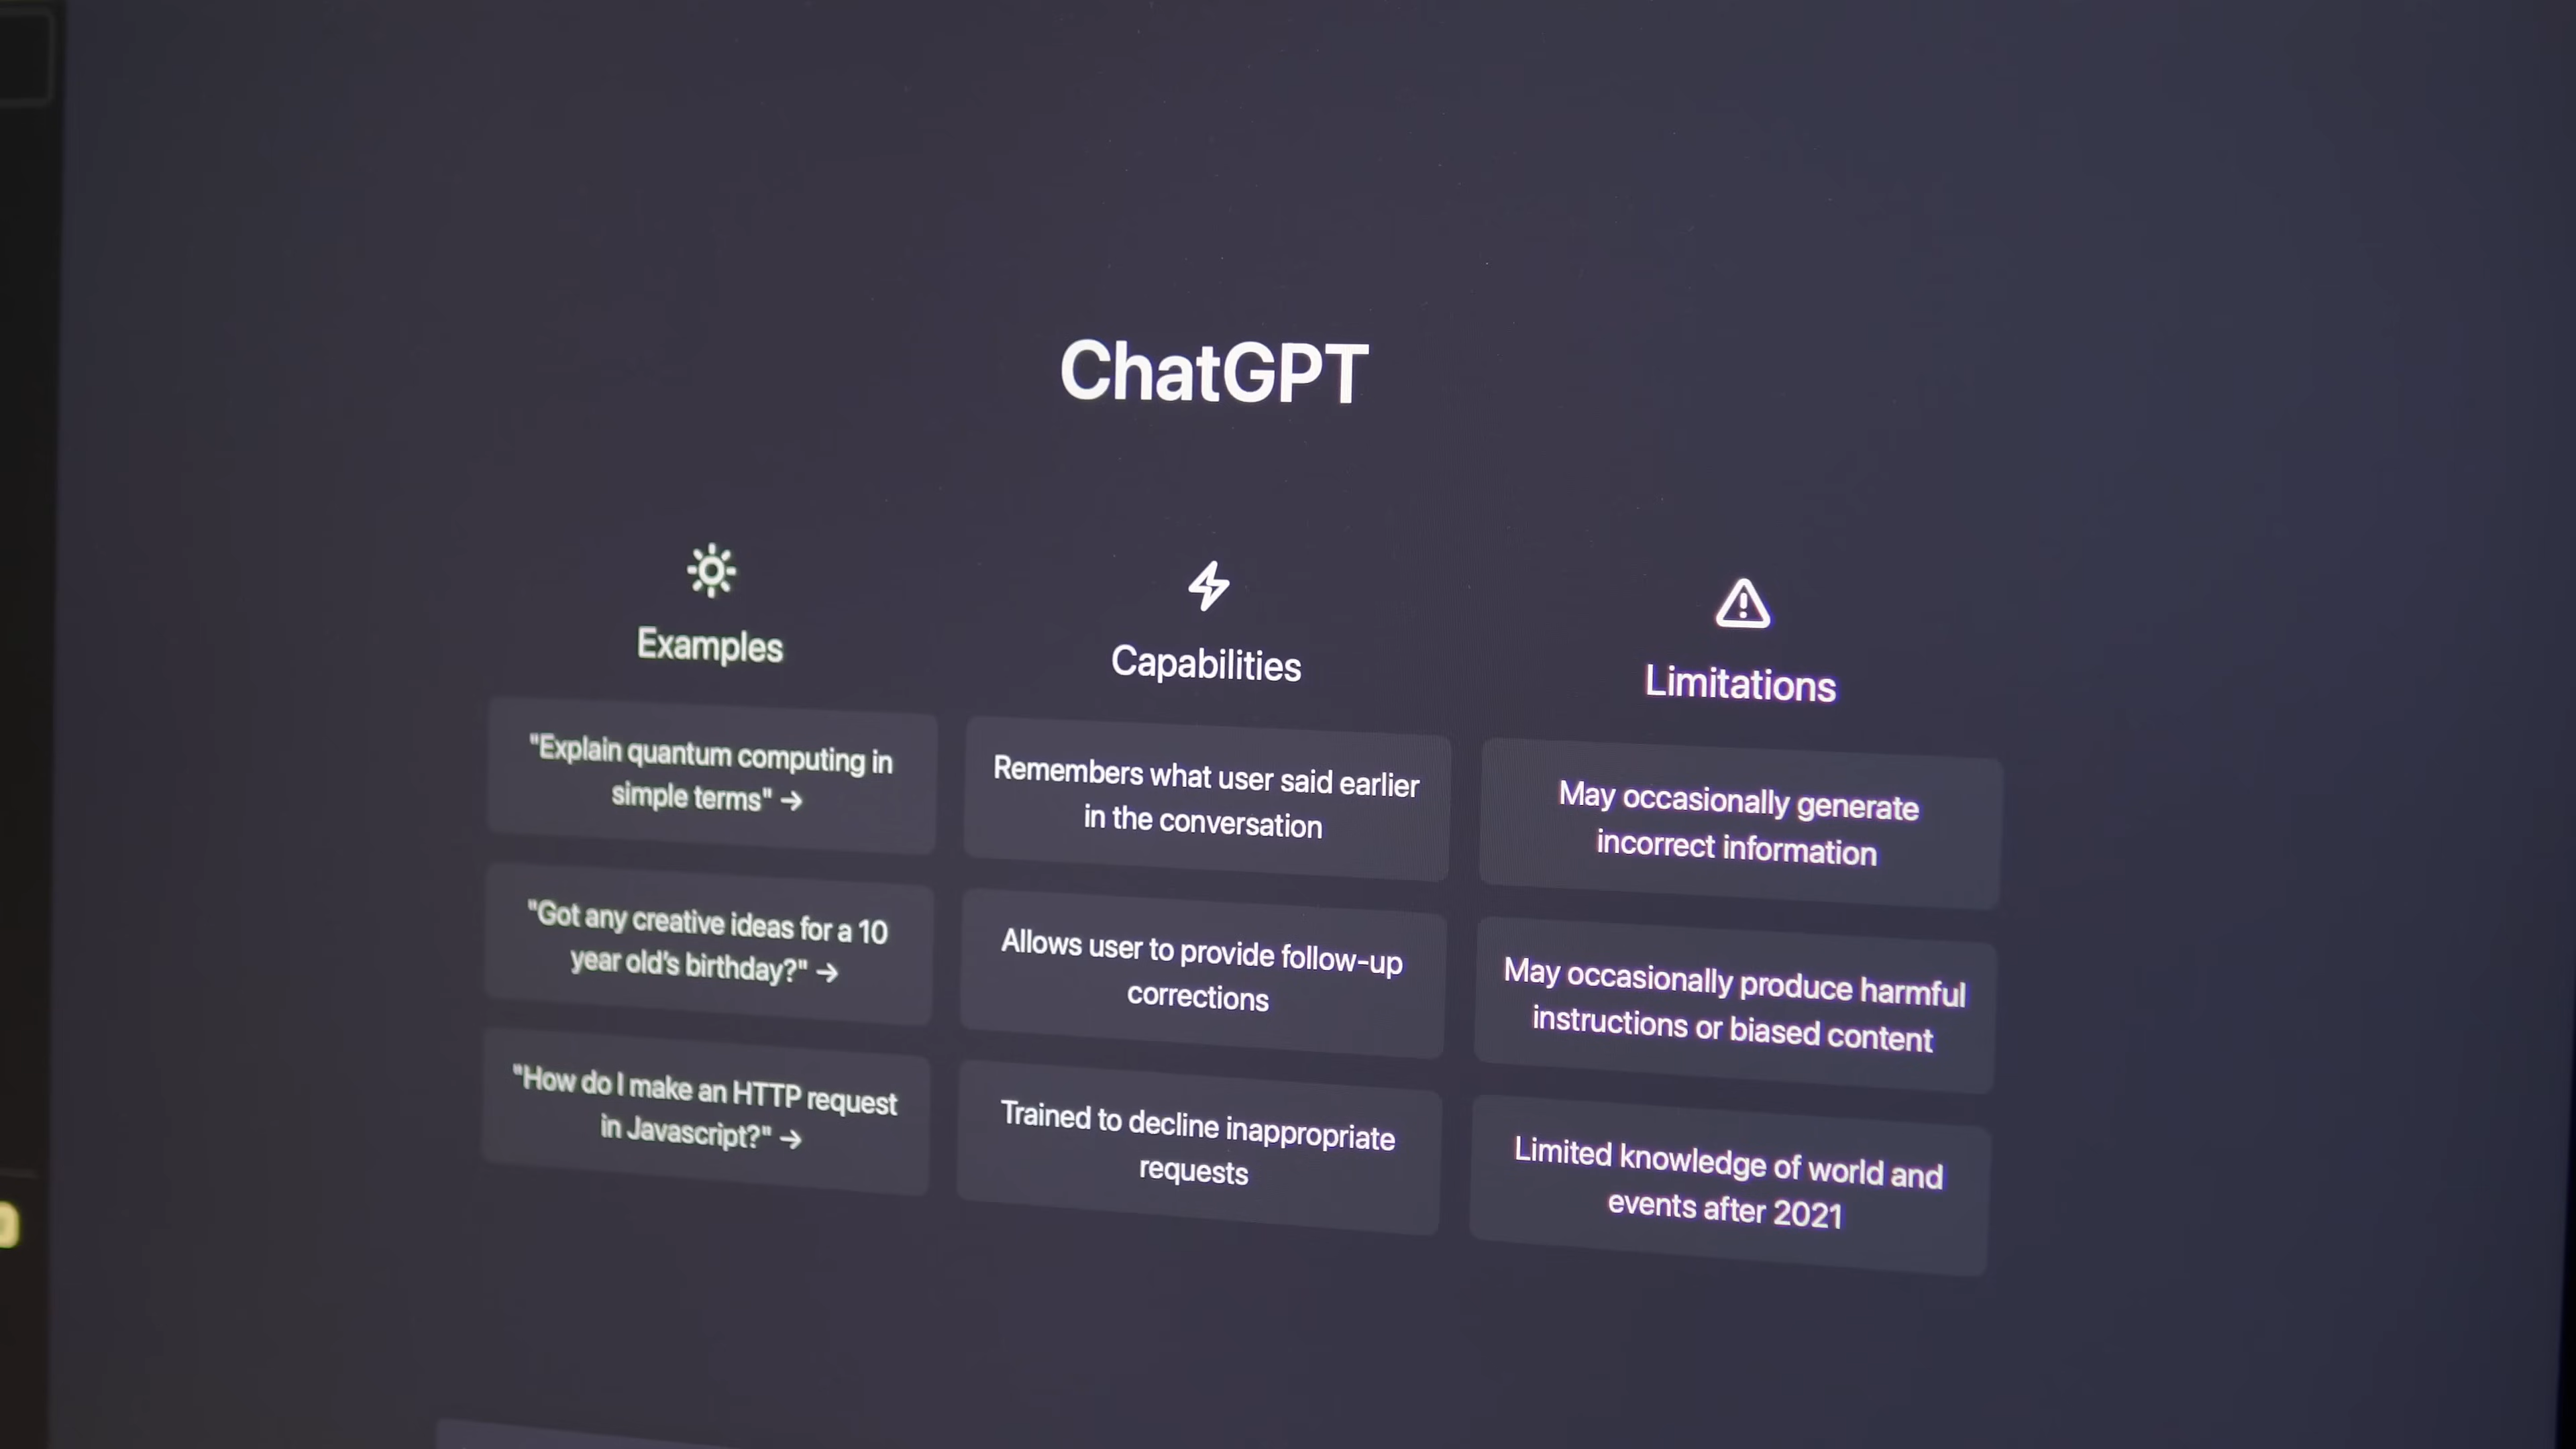 ChatGPT
Examples
"Explain quantum computing in
simple terms" →
"Got any creative ideas for a 10
year old's birthday?" →
"How do I make an HTTP request
in Javascript?" →
Capabilities
Remembers what user said earlier
in the conversation
Allows user to provide follow-up
corrections
Trained to decline inappropriate
requests
Limitations
May occasionally generate
incorrect information
May occasionally produce harmful
instructions or biased content
Limited knowledge of world and
events after 2021